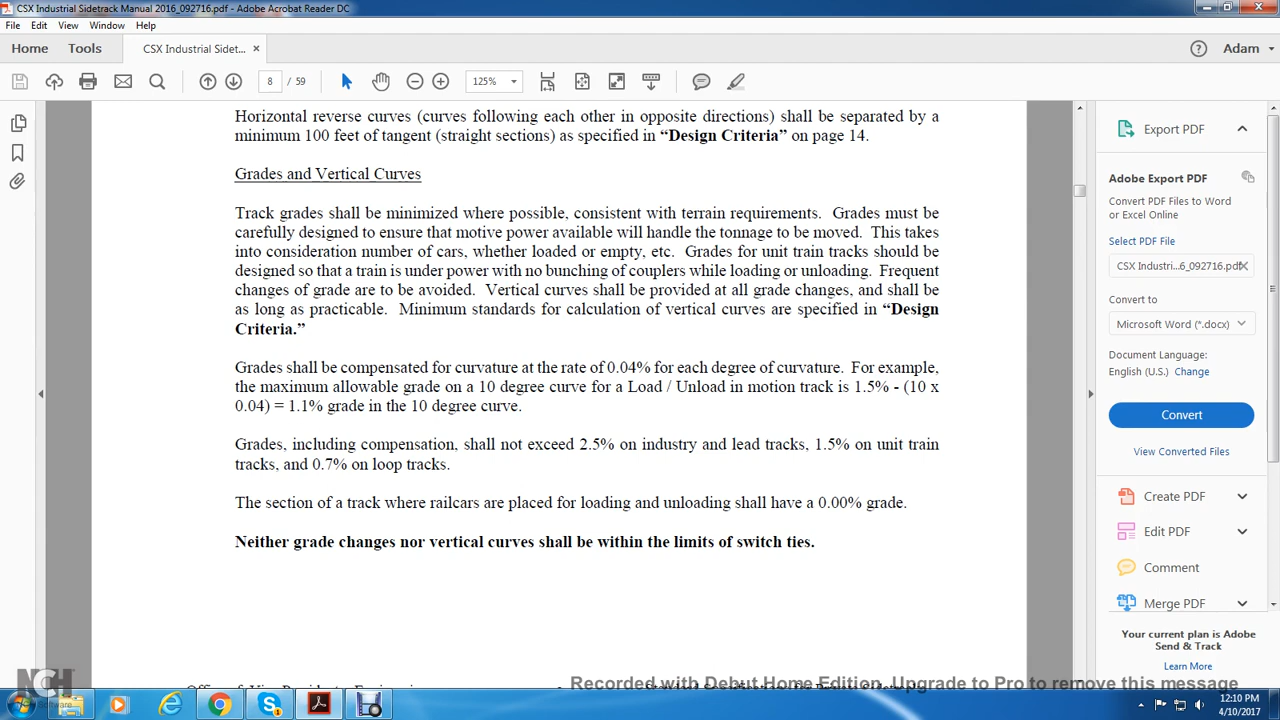 CSX Industrial Sidetrack Manual 2016_092716.pdf - Adobe Acrobat Reader DC
File Edit View Window Help
Home Tools CSX Industrial Sidet... × Adam
8 / 59 125%
Horizontal reverse curves (curves following each other in opposite directions) shall be separated by a
minimum 100 feet of tangent (straight sections) as specified in “Design Criteria” on page 14.
Grades and Vertical Curves
Track grades shall be minimized where possible, consistent with terrain requirements. Grades must be
carefully designed to ensure that motive power available will handle the tonnage to be moved. This takes
into consideration number of cars, whether loaded or empty, etc. Grades for unit train tracks should be
designed so that a train is under power with no bunching of couplers while loading or unloading. Frequent
changes of grade are to be avoided. Vertical curves shall be provided at all grade changes, and shall be
as long as practicable. Minimum standards for calculation of vertical curves are specified in “Design
Criteria.”
Grades shall be compensated for curvature at the rate of 0.04% for each degree of curvature. For example,
the maximum allowable grade on a 10 degree curve for a Load / Unload in motion track is 1.5% - (10 x
0.04) = 1.1% grade in the 10 degree curve.
Grades, including compensation, shall not exceed 2.5% on industry and lead tracks, 1.5% on unit train
tracks, and 0.7% on loop tracks.
The section of a track where railcars are placed for loading and unloading shall have a 0.00% grade.
Neither grade changes nor vertical curves shall be within the limits of switch ties.
Export PDF
Adobe Export PDF
Convert PDF Files to Word
or Excel Online
Select PDF File
CSX Industri...6_092716.pdf
Convert to
Microsoft Word (*.docx)
Document Language:
English (U.S.) Change
Convert
View Converted Files
Create PDF
Edit PDF
Comment
Merge PDF
Your current plan is Adobe
Send & Track
Learn More
Recorded with Debut Home Edition. Upgrade to Pro to remove this message
NCH
Software
12:10 PM
4/10/2017